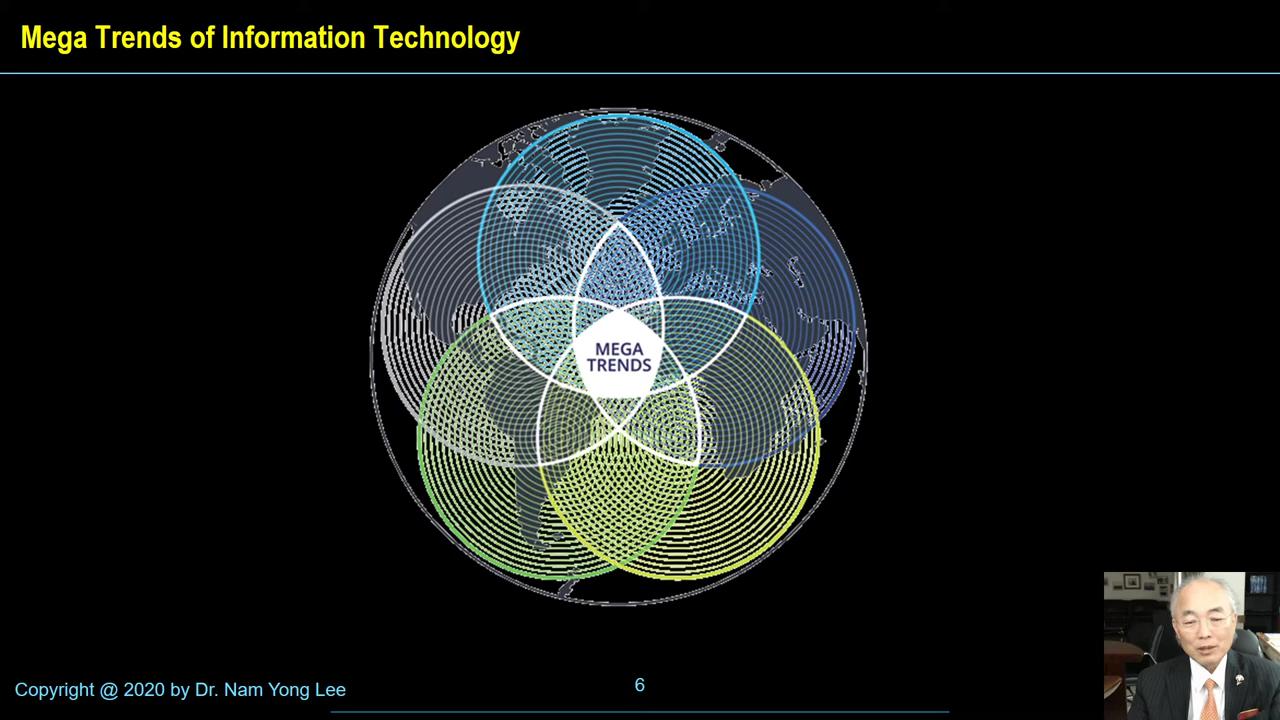 Mega Trends of Information Technology
MEGA
TRENDS
Copyright @ 2020 by Dr. Nam Yong Lee
6